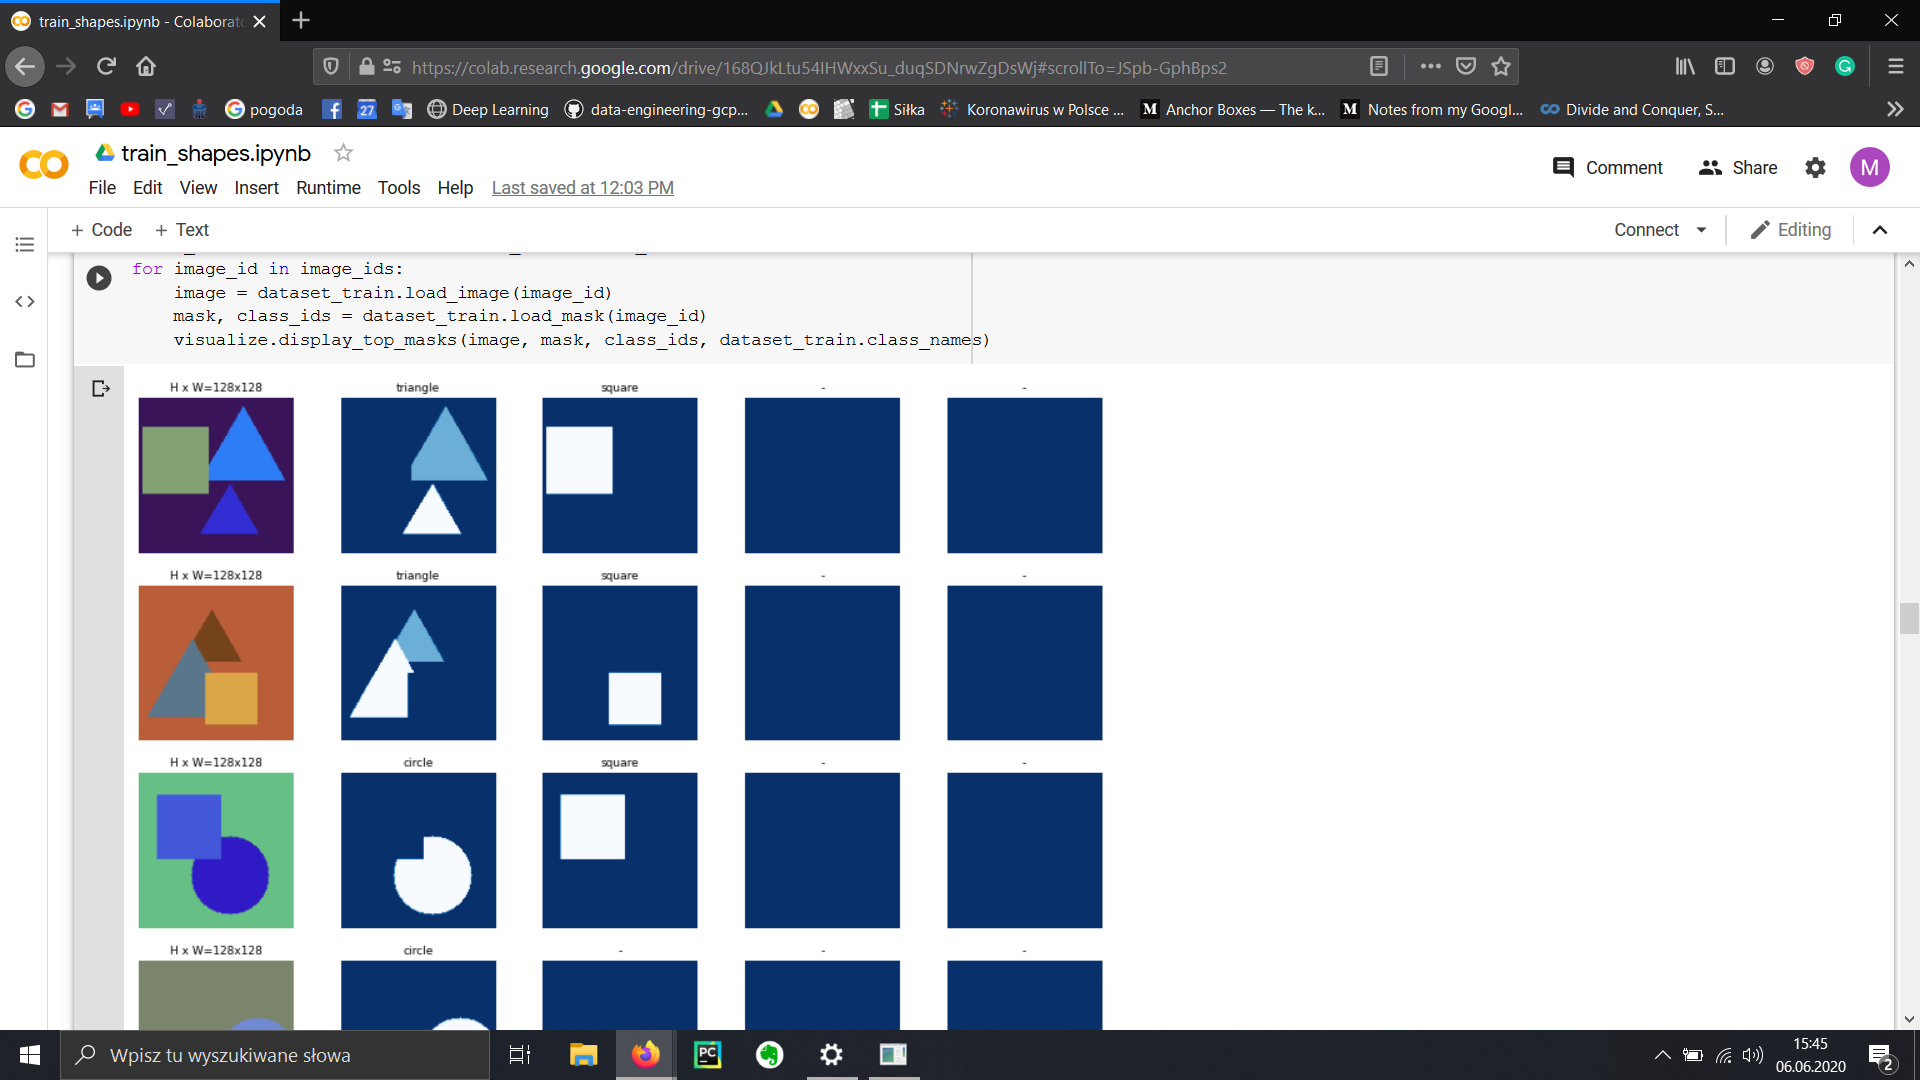 train_shapes.ipynb - Colaborato
https://colab.research.google.com/drive/168QJkLtu54IHWxxSu_duqSDNrwZgDsWj#scrollTo=JSpb-GphBps2
pogoda 27 Deep Learning data-engineering-gcp... Siłka Koronawirus w Polsce ... M Anchor Boxes — The k... M Notes from my Googl... Divide and Conquer, S...
train_shapes.ipynb
File Edit View Insert Runtime Tools Help Last saved at 12:03 PM
Comment Share M
+ Code + Text Connect Editing
for image_id in image_ids:
    image = dataset_train.load_image(image_id)
    mask, class_ids = dataset_train.load_mask(image_id)
    visualize.display_top_masks(image, mask, class_ids, dataset_train.class_names)
H x W=128x128 triangle square - -
H x W=128x128 triangle square - -
H x W=128x128 circle square - -
H x W=128x128 circle - - -
Wpisz tu wyszukiwane słowa
PC
15:45
06.06.2020
2